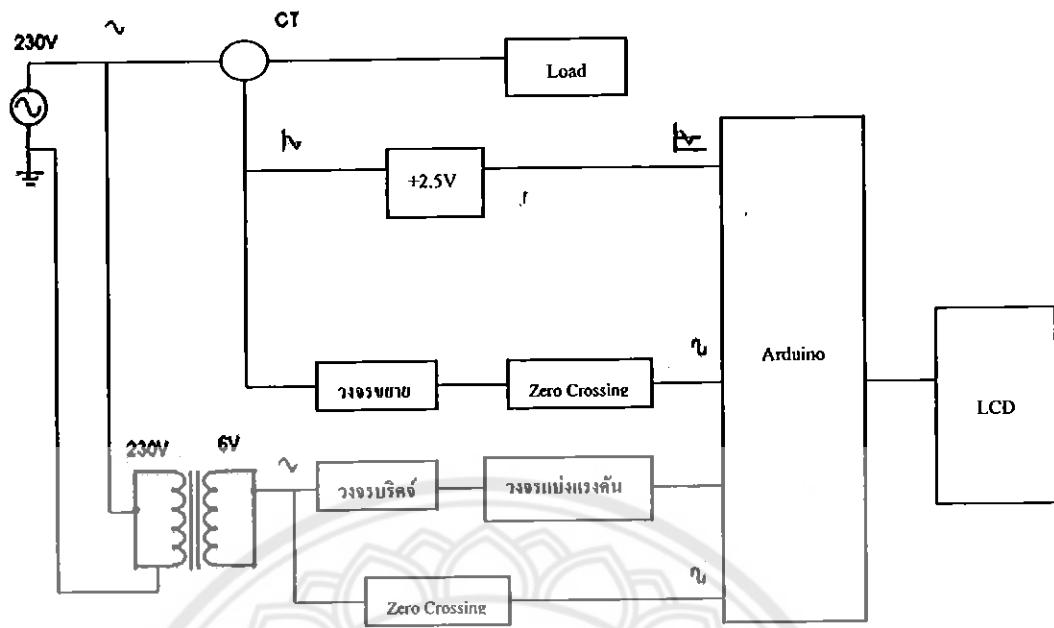 CT
230V
Load
+2.5V
Arduino
วงจรขยาย
Zero Crossing
LCD
230V
6V
วงจรบริดจ์
วงจรแบ่งแรงดัน
Zero Crossing